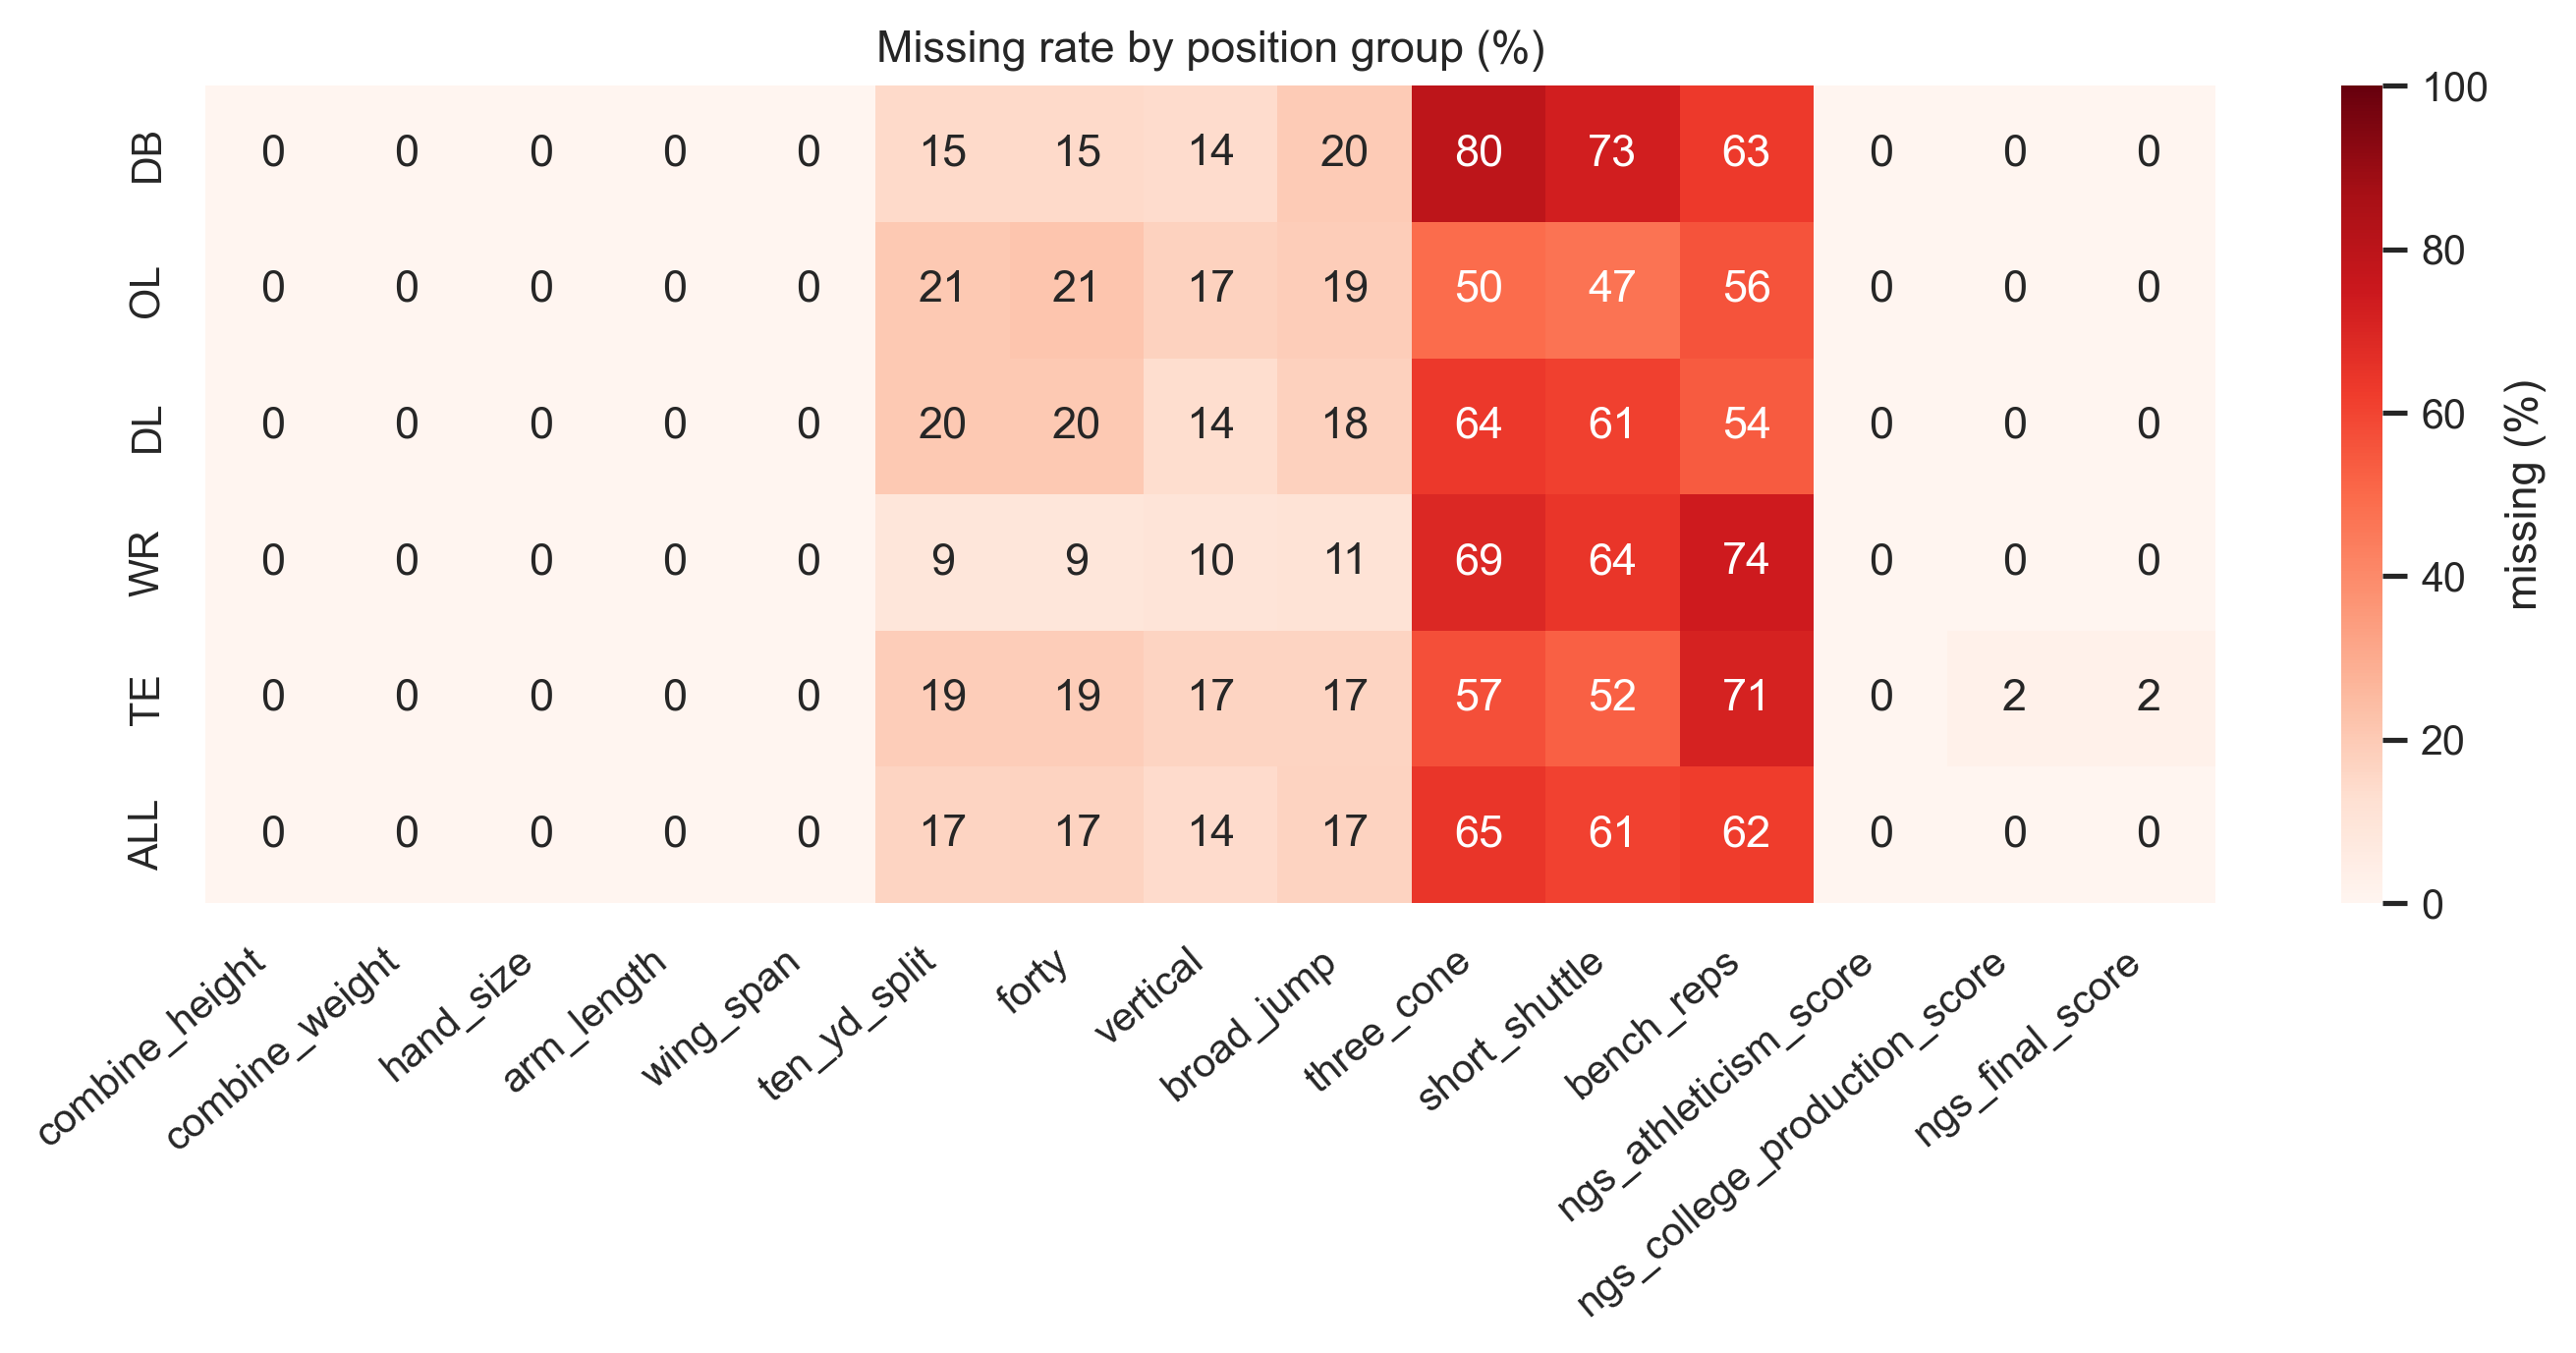 Missing rate by position group (%)
DB 0 0 0 0 0 15 15 14 20 80 73 63 0 0 0
OL 0 0 0 0 0 21 21 17 19 50 47 56 0 0 0
DL 0 0 0 0 0 20 20 14 18 64 61 54 0 0 0
WR 0 0 0 0 0 9 9 10 11 69 64 74 0 0 0
TE 0 0 0 0 0 19 19 17 17 57 52 71 0 2 2
ALL 0 0 0 0 0 17 17 14 17 65 61 62 0 0 0
combine_height
combine_weight
hand_size
arm_length
wing_span
ten_yd_split
forty
vertical
broad_jump
three_cone
short_shuttle
bench_reps
ngs_athleticism_score
ngs_college_production_score
ngs_final_score
100
80
60
40
20
0
missing (%)